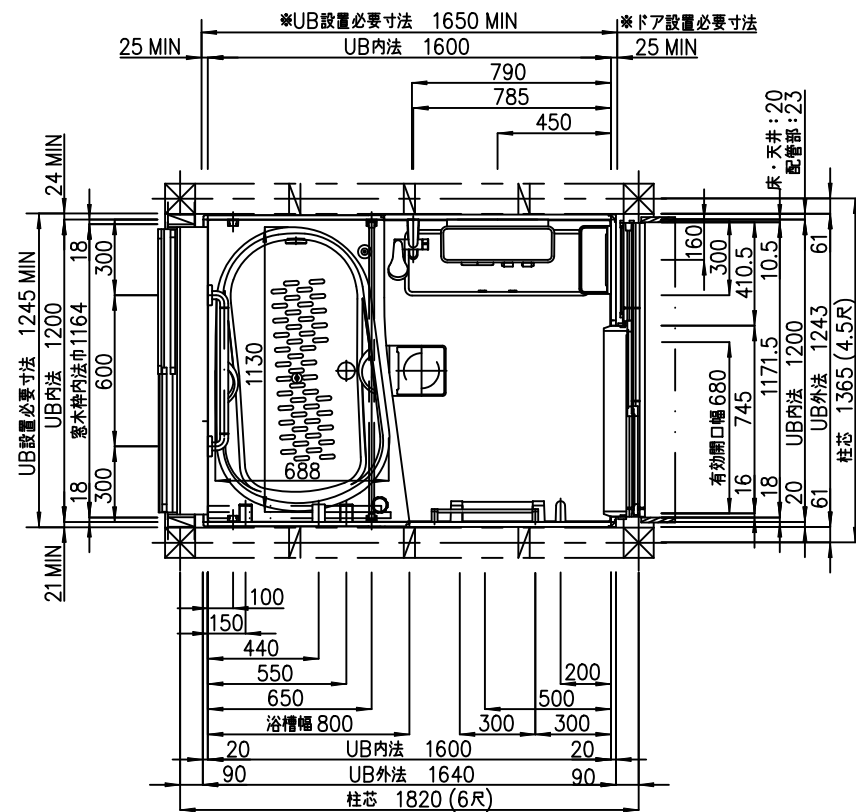 ※UB設置必要寸法 1650 MIN
※ドア設置必要寸法
25 MIN
UB内法 1600
25 MIN
790
785
450
床・天井：20
配管部：23
24 MIN
UB設置必要寸法 1245 MIN
UB内法 1200
18
窓木枠内法巾1164
18
300
600
300
21 MIN
1130
688
160
300
有効開口幅 680
410.5
745
16
10.5
1171.5
18
UB内法 1200
20
61
UB外法 1243
61
柱芯 1365 (4.5尺)
100
150
440
550
650
浴槽幅 800
200
500
300
300
20
UB内法 1600
20
90
UB外法 1640
90
柱芯 1820 (6尺)